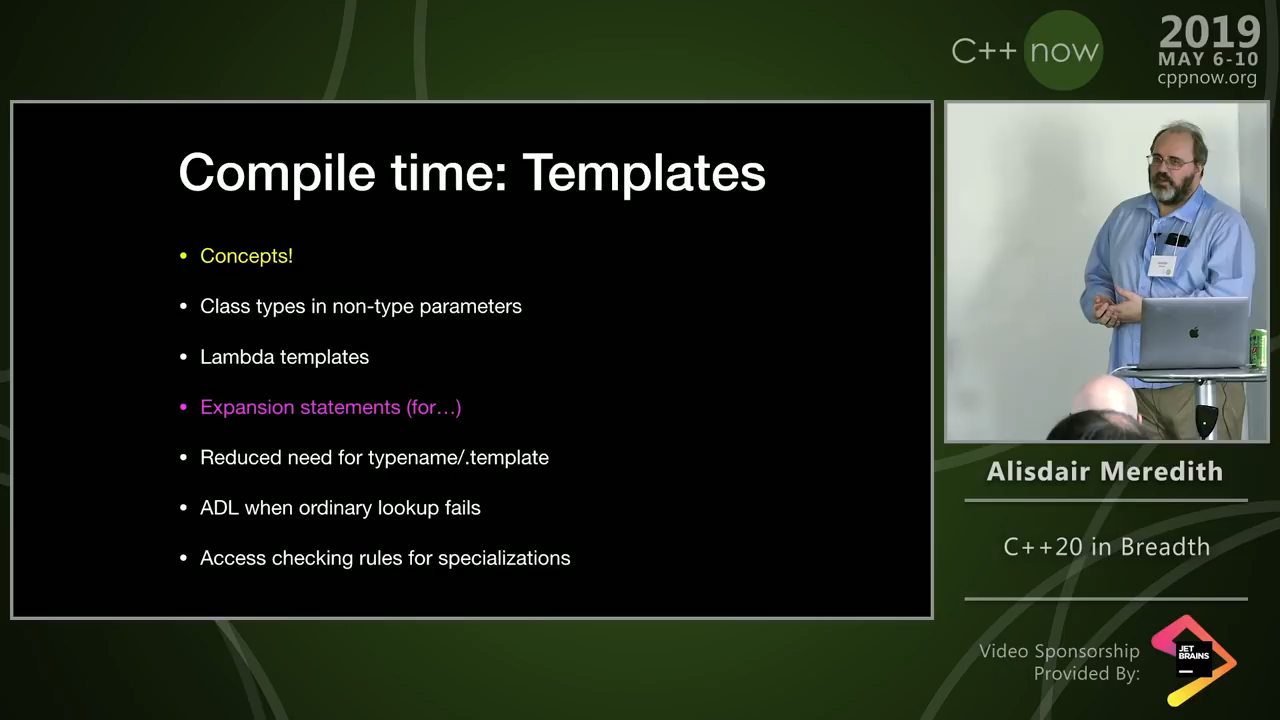 C++ now
2019
MAY 6-10
cppnow.org
Compile time: Templates
• Concepts!
• Class types in non-type parameters
• Lambda templates
• Expansion statements (for…)
• Reduced need for typename/.template
• ADL when ordinary lookup fails
• Access checking rules for specializations
Alisdair Meredith
C++20 in Breadth
Video Sponsorship
Provided By:
JET
BRAINS